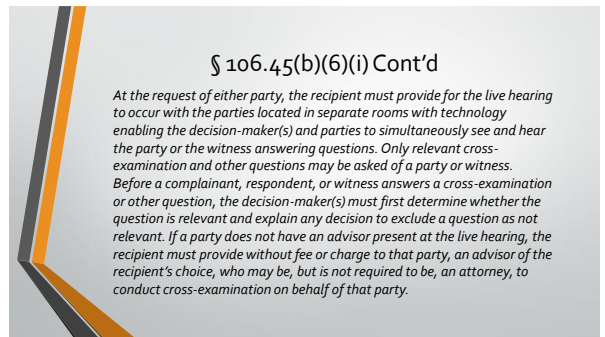 § 106.45(b)(6)(i) Cont'd
At the request of either party, the recipient must provide for the live hearing
to occur with the parties located in separate rooms with technology
enabling the decision-maker(s) and parties to simultaneously see and hear
the party or the witness answering questions. Only relevant cross-
examination and other questions may be asked of a party or witness.
Before a complainant, respondent, or witness answers a cross-examination
or other question, the decision-maker(s) must first determine whether the
question is relevant and explain any decision to exclude a question as not
relevant. If a party does not have an advisor present at the live hearing, the
recipient must provide without fee or charge to that party, an advisor of the
recipient's choice, who may be, but is not required to be, an attorney, to
conduct cross-examination on behalf of that party.